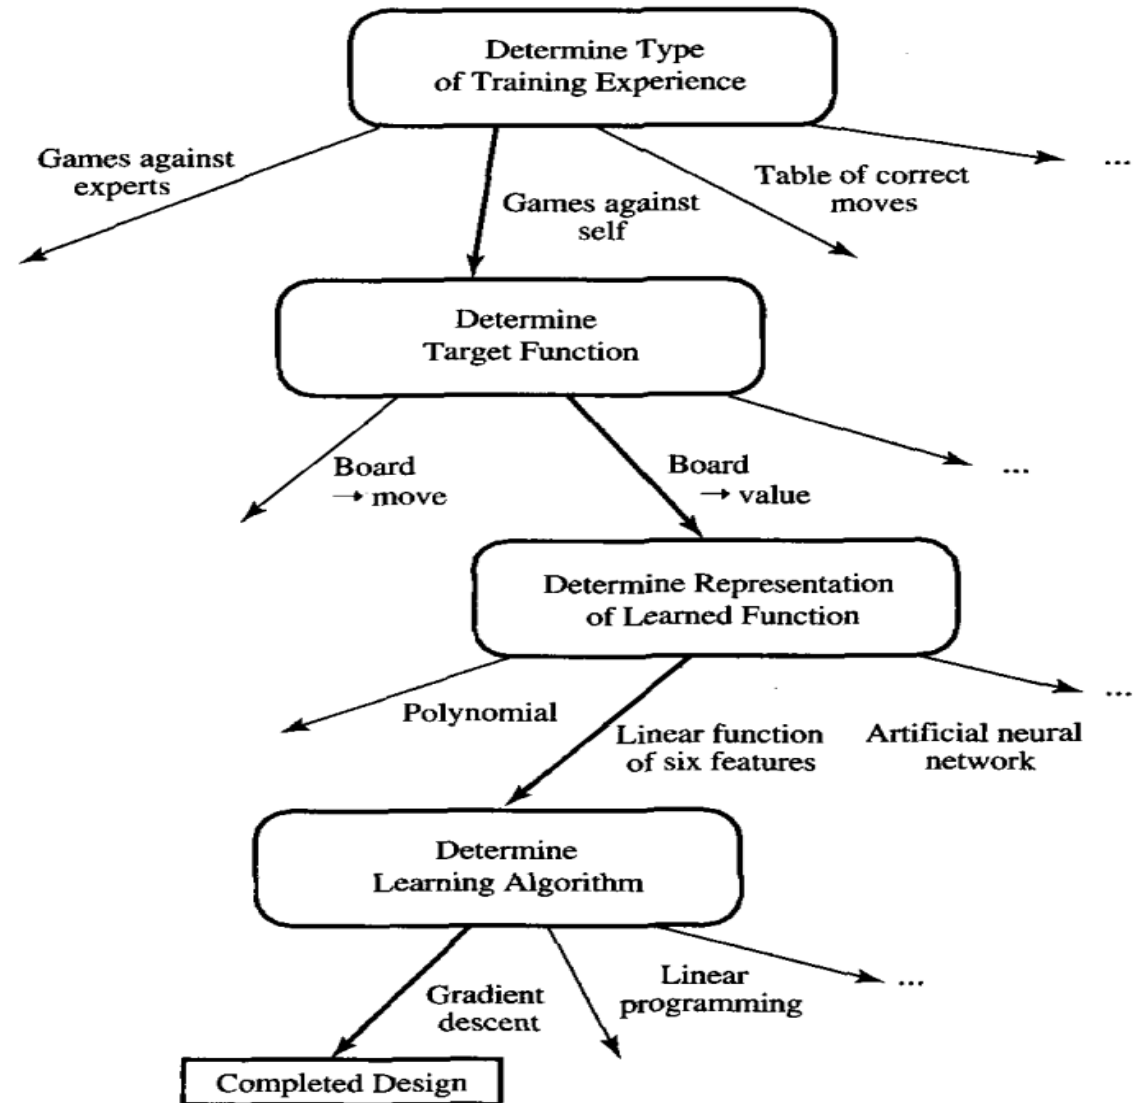 Determine Type
of Training Experience
Games against
experts
Games against
self
Table of correct
moves
...
Determine
Target Function
Board
→ move
Board
→ value
...
Determine Representation
of Learned Function
Polynomial
Linear function
of six features
Artificial neural
network
...
Determine
Learning Algorithm
Gradient
descent
Linear
programming
...
Completed Design